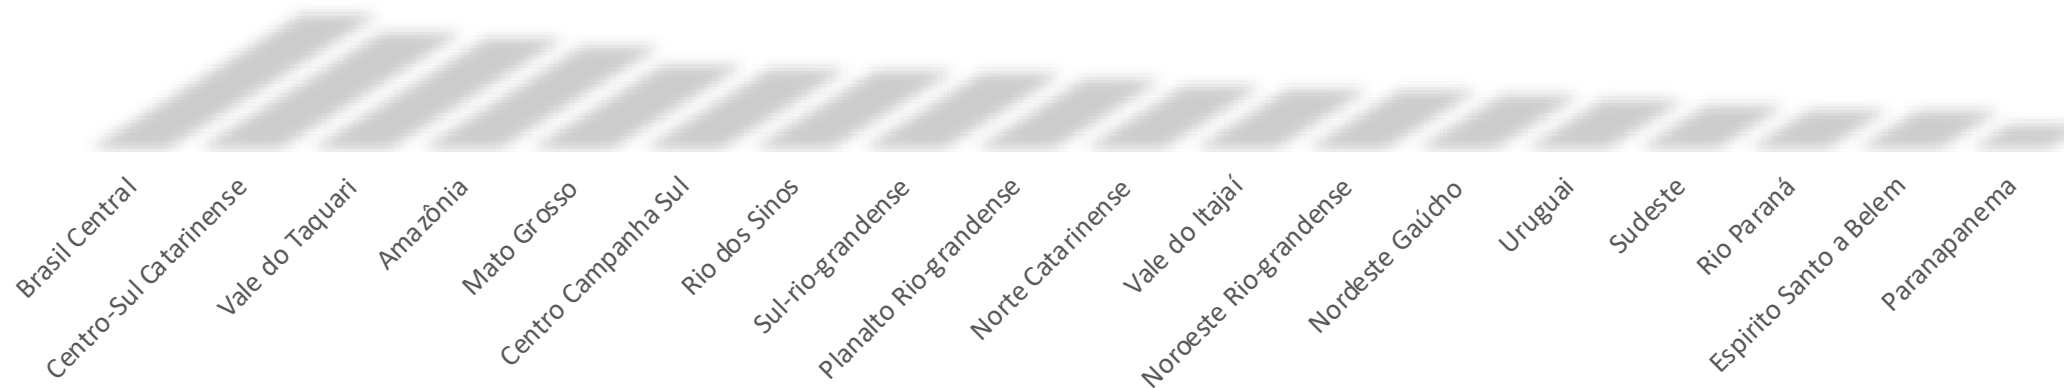 Brasil Central
Centro-Sul Catarinense
Vale do Taquari
Amazônia
Mato Grosso
Centro Campanha Sul
Rio dos Sinos
Sul-rio-grandense
Planalto Rio-grandense
Norte Catarinense
Vale do Itajaí
Noroeste Rio-grandense
Nordeste Gaúcho
Uruguai
Sudeste
Rio Paraná
Espirito Santo a Belem
Paranapanema